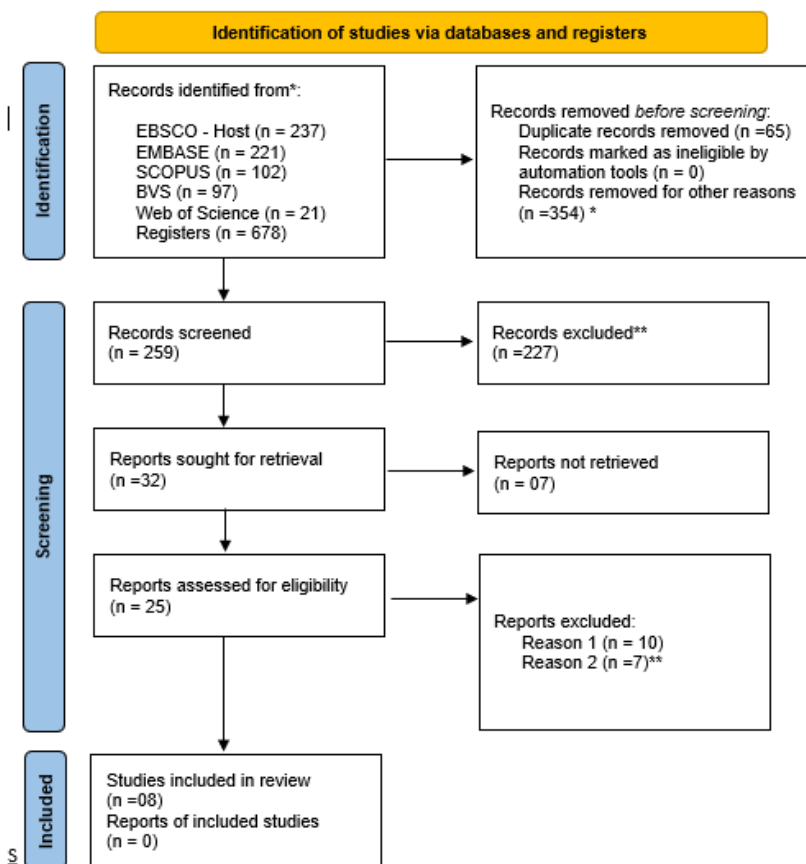 Identification of studies via databases and registers
Identification
Records identified from*:
EBSCO - Host (n = 237)
EMBASE (n = 221)
SCOPUS (n = 102)
BVS (n = 97)
Web of Science (n = 21)
Registers (n = 678)
Records removed before screening:
Duplicate records removed (n =65)
Records marked as ineligible by
automation tools (n = 0)
Records removed for other reasons
(n =354) *
Screening
Records screened
(n = 259)
Records excluded**
(n =227)
Reports sought for retrieval
(n =32)
Reports not retrieved
(n = 07)
Reports assessed for eligibility
(n = 25)
Reports excluded:
Reason 1 (n = 10)
Reason 2 (n =7)**
Included
Studies included in review
(n =08)
Reports of included studies
(n = 0)
s